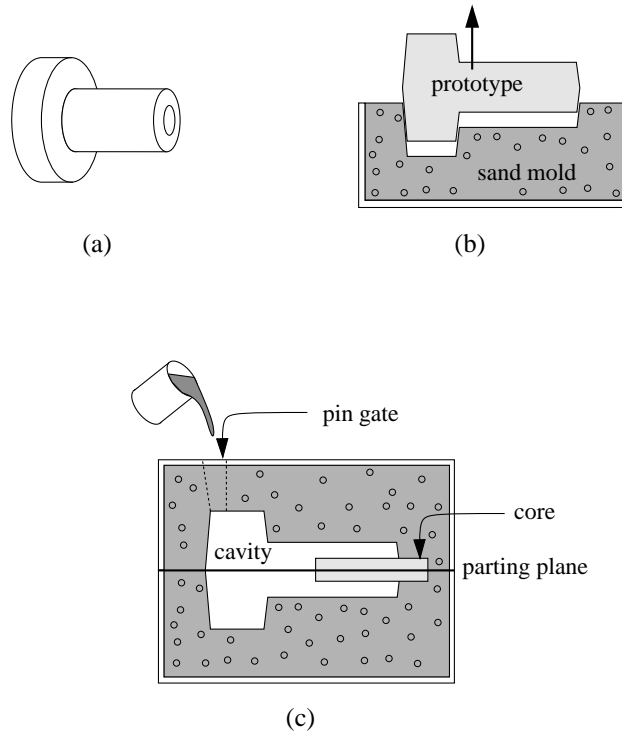 prototype
sand mold
(a)
(b)
pin gate
core
cavity
parting plane
(c)